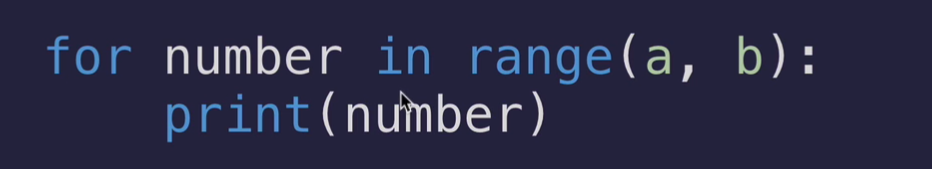 for number in range(a, b):
    print(number)